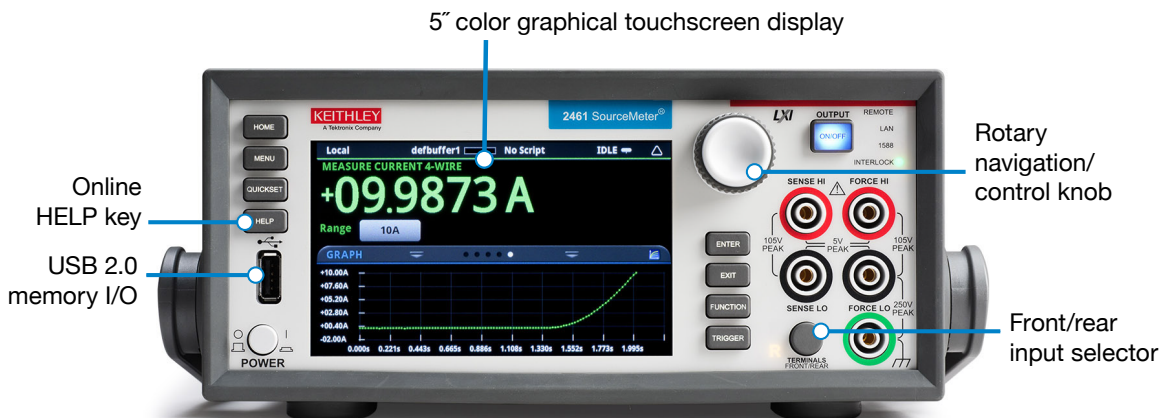 5″ color graphical touchscreen display
Online
HELP key
USB 2.0
memory I/O
Rotary
navigation/
control knob
Front/rear
input selector
HOME
MENU
QUICKSET
HELP
POWER
KEITHLEY
A Tektronix Company
2461 SourceMeter®
Local defbuffer1 No Script IDLE
MEASURE CURRENT 4-WIRE
+09.9873 A
Range 10A
GRAPH
+10.00A
+07.60A
+05.20A
+02.80A
+00.40A
-02.00A
0.000s 0.221s 0.443s 0.665s 0.886s 1.108s 1.330s 1.552s 1.773s 1.995s
ENTER
EXIT
FUNCTION
TRIGGER
LXI
OUTPUT
ON/OFF
REMOTE
LAN
1588
INTERLOCK
SENSE HI FORCE HI
105V
PEAK
5V
PEAK
105V
PEAK
SENSE LO FORCE LO
250V
PEAK
R
TERMINALS
FRONT/REAR